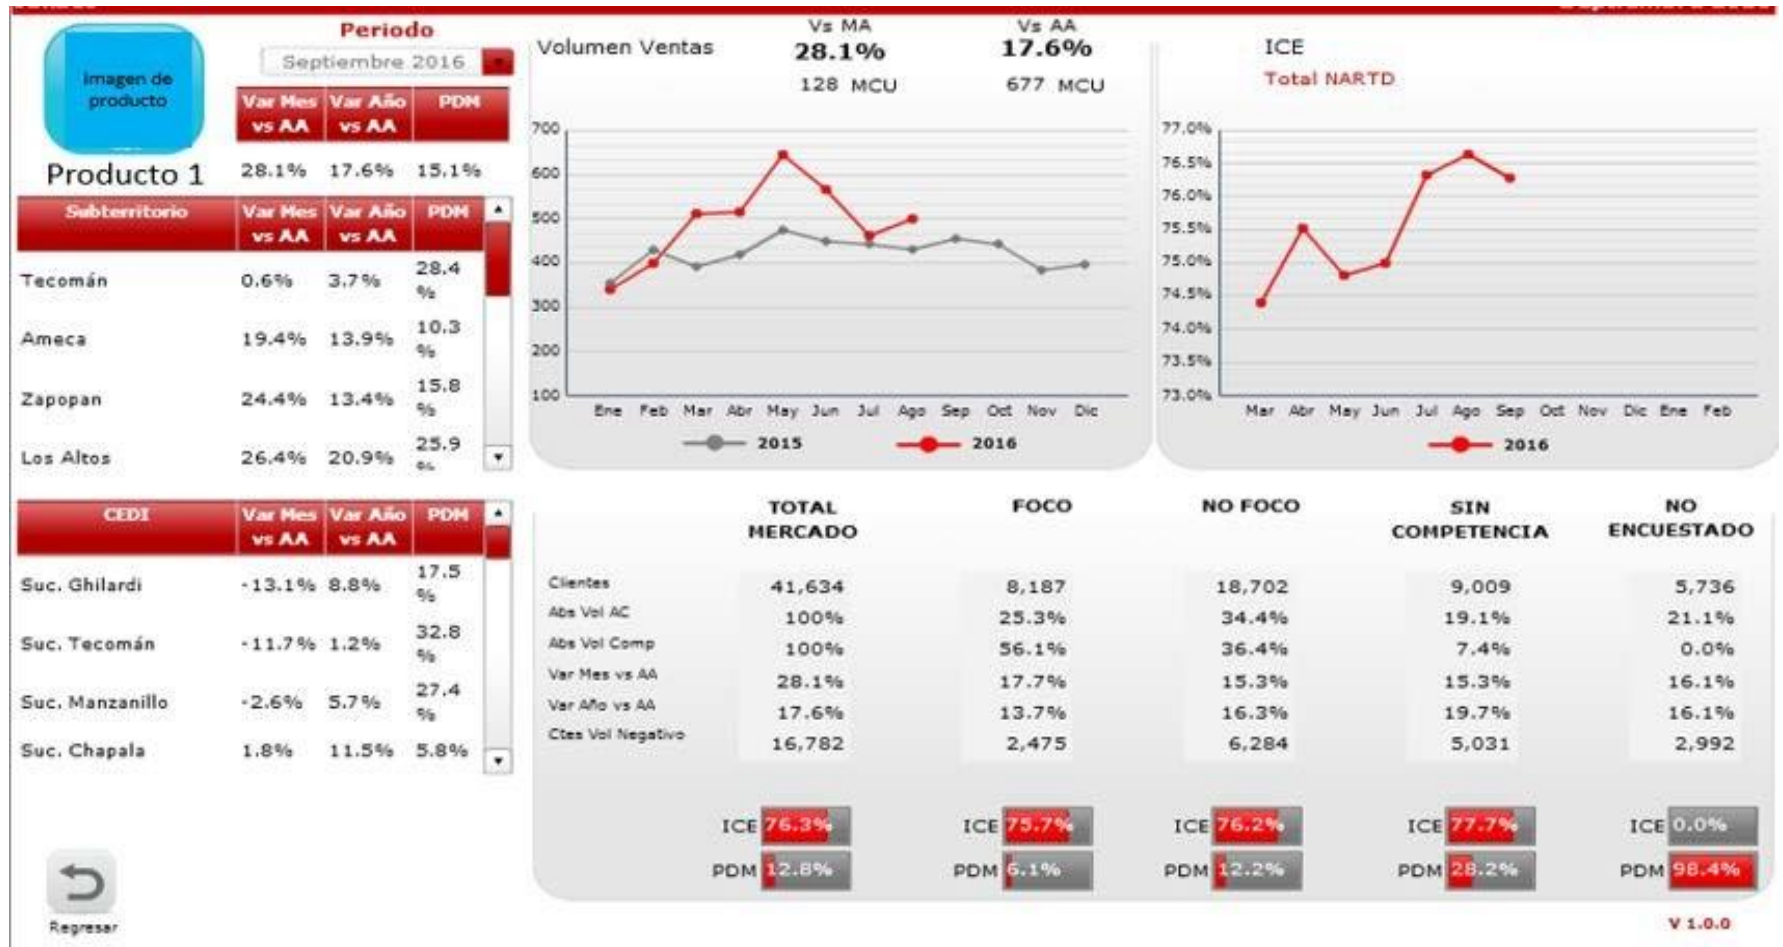 Periodo
Septiembre 2016
Imagen de
producto
Producto 1
Var Mes vs AA Var Año vs AA PDM
28.1% 17.6% 15.1%
Subterritorio Var Mes vs AA Var Año vs AA PDM
Tecomán 0.6% 3.7% 28.4 %
Ameca 19.4% 13.9% 10.3 %
Zapopan 24.4% 13.4% 15.8 %
Los Altos 26.4% 20.9% 25.9 %
CEDI Var Mes vs AA Var Año vs AA PDM
Suc. Ghilardi -13.1% 8.8% 17.5 %
Suc. Tecomán -11.7% 1.2% 32.8 %
Suc. Manzanillo -2.6% 5.7% 27.4 %
Suc. Chapala 1.8% 11.5% 5.8%
Regresar
Volumen Ventas
Vs MA Vs AA
28.1% 17.6%
128 MCU 677 MCU
700
600
500
400
300
200
100
Ene Feb Mar Abr May Jun Jul Ago Sep Oct Nov Dic
2015 2016
ICE
Total NARTD
77.0%
76.5%
76.0%
75.5%
75.0%
74.5%
74.0%
73.5%
73.0%
Mar Abr May Jun Jul Ago Sep Oct Nov Dic Ene Feb
2016
TOTAL MERCADO FOCO NO FOCO SIN COMPETENCIA NO ENCUESTADO
Clientes 41,634 8,187 18,702 9,009 5,736
Abs Vol AC 100% 25.3% 34.4% 19.1% 21.1%
Abs Vol Comp 100% 56.1% 36.4% 7.4% 0.0%
Var Mes vs AA 28.1% 17.7% 15.3% 15.3% 16.1%
Var Año vs AA 17.6% 13.7% 16.3% 19.7% 16.1%
Ctes Vol Negativo 16,782 2,475 6,284 5,031 2,992
ICE 76.3% ICE 75.7% ICE 76.2% ICE 77.7% ICE 0.0%
PDM 12.8% PDM 6.1% PDM 12.2% PDM 28.2% PDM 98.4%
V 1.0.0